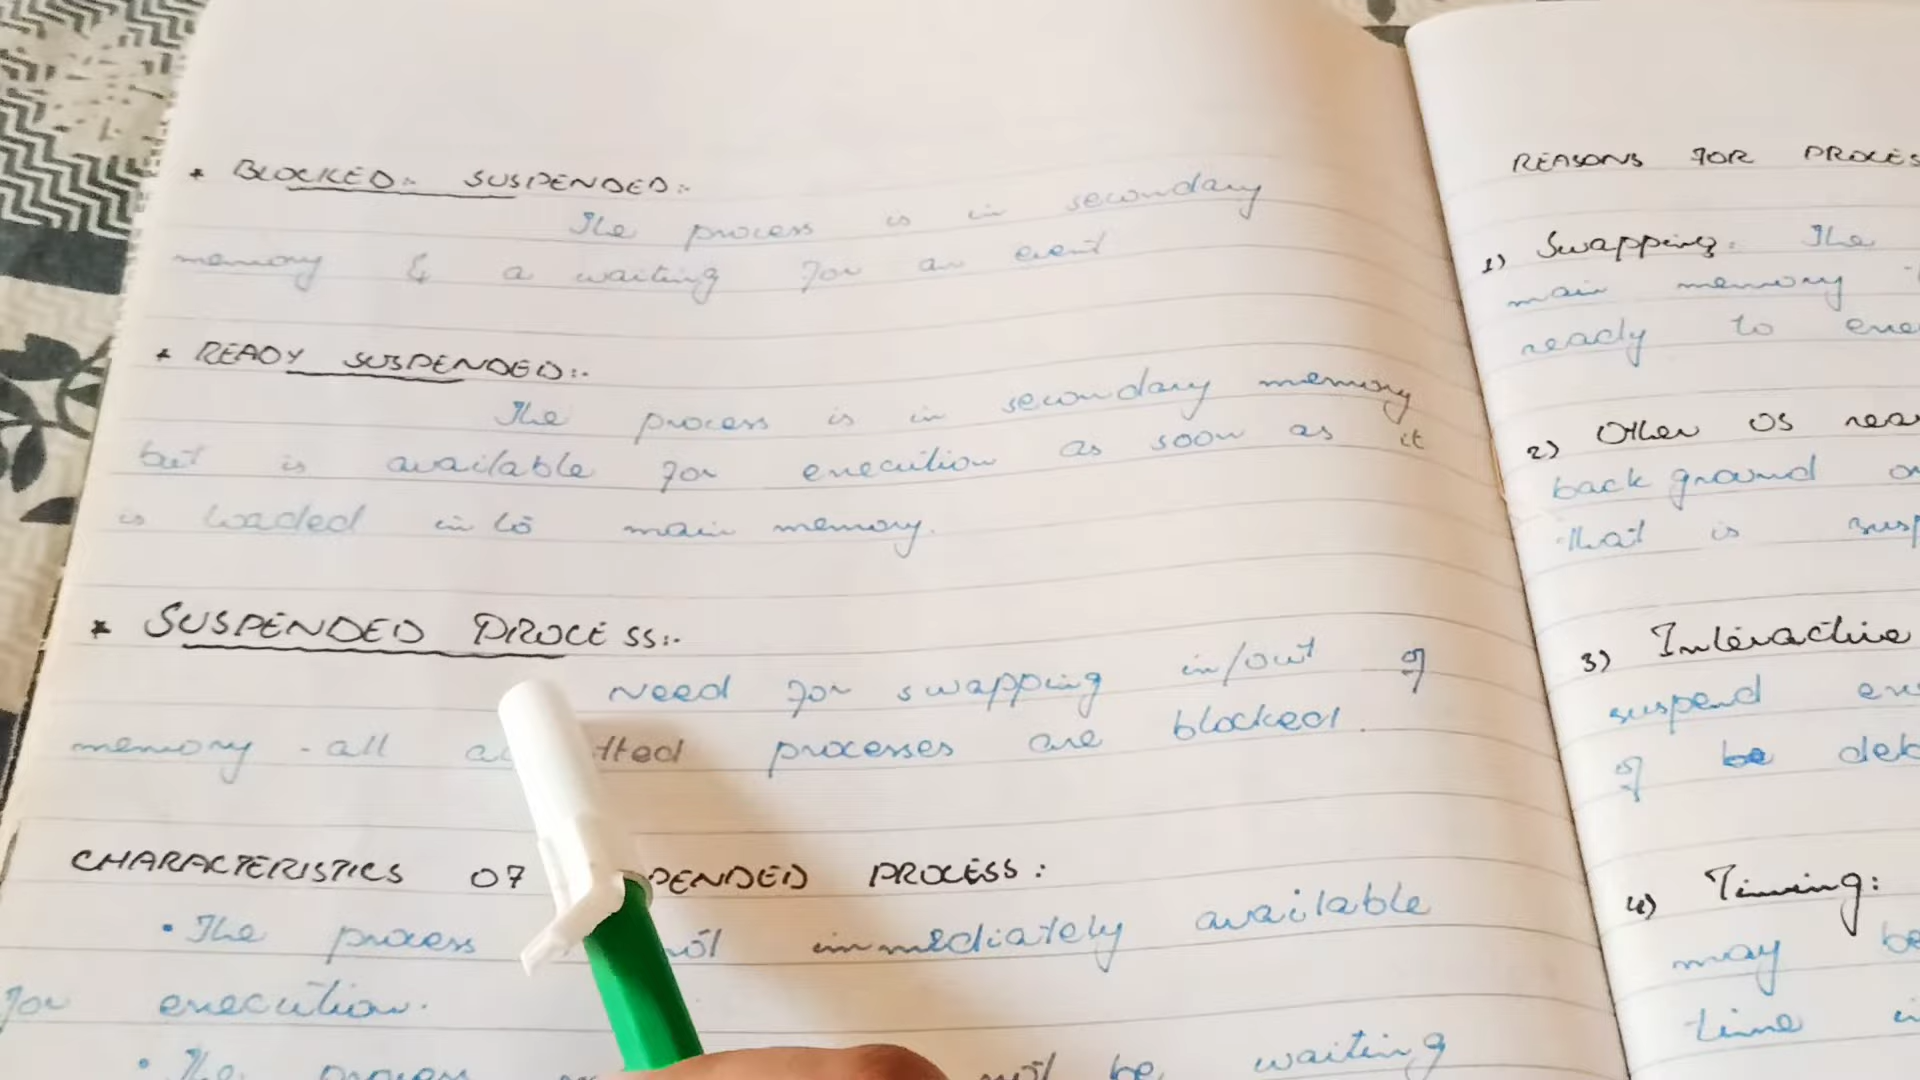 * BLOCKED:- SUSPENDED:-
The process is in secondary
memory & a waiting for an event
* READY SUSPENDED:-
The process is in secondary memory
but is available for execution as soon as it
is loaded in to main memory.
* SUSPENDED PROCESS:-
Need for swapping in/out of
memory - all processes are blocked.
CHARACTERISTICS OF PROCESS:
• The process immediately available
for execution.
• The process not be waiting
REASONS FOR
1) Swapping: The
main memory
ready to
2) Other OS
back ground
that is
3) Interactive
suspend
of be
4) Timing:
may
time